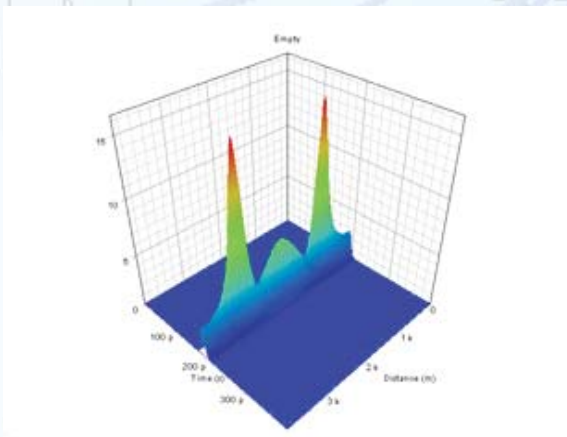 Empty
15
10
5
0
100 p
200 p
Time (s)
300 p
0
1 k
2 k
Distance (m)
3 k